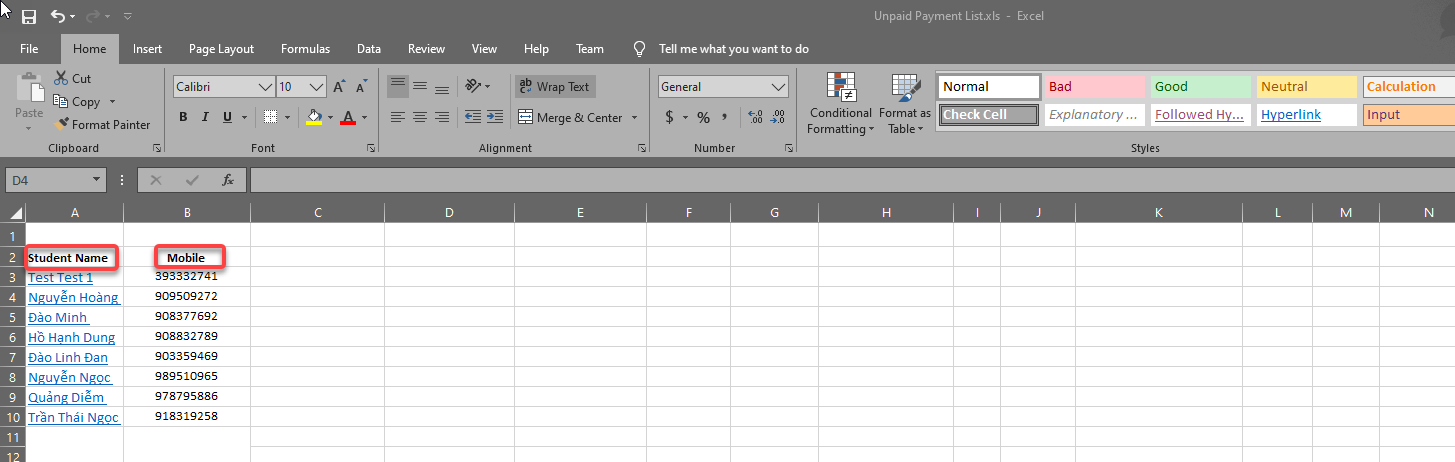 Unpaid Payment List.xls - Excel
File Home Insert Page Layout Formulas Data Review View Help Team Tell me what you want to do
Paste
Cut
Copy
Format Painter
Clipboard
Calibri 10 A A
B I U A
Font
ab Wrap Text
Merge & Center
Alignment
General
$ % , .00 .0
Number
Conditional Formatting
Format as Table
Normal Bad Good Neutral Calculation
Check Cell Explanatory ... Followed Hy... Hyperlink Input
Styles
D4 fx
A B C D E F G H I J K L M N
1
2 Student Name Mobile
3 Test Test 1 393332741
4 Nguyễn Hoàng 909509272
5 Đào Minh 908377692
6 Hồ Hạnh Dung 908832789
7 Đào Linh Đan 903359469
8 Nguyễn Ngọc 989510965
9 Quảng Diễm 978795886
10 Trần Thái Ngọc 918319258
11
12